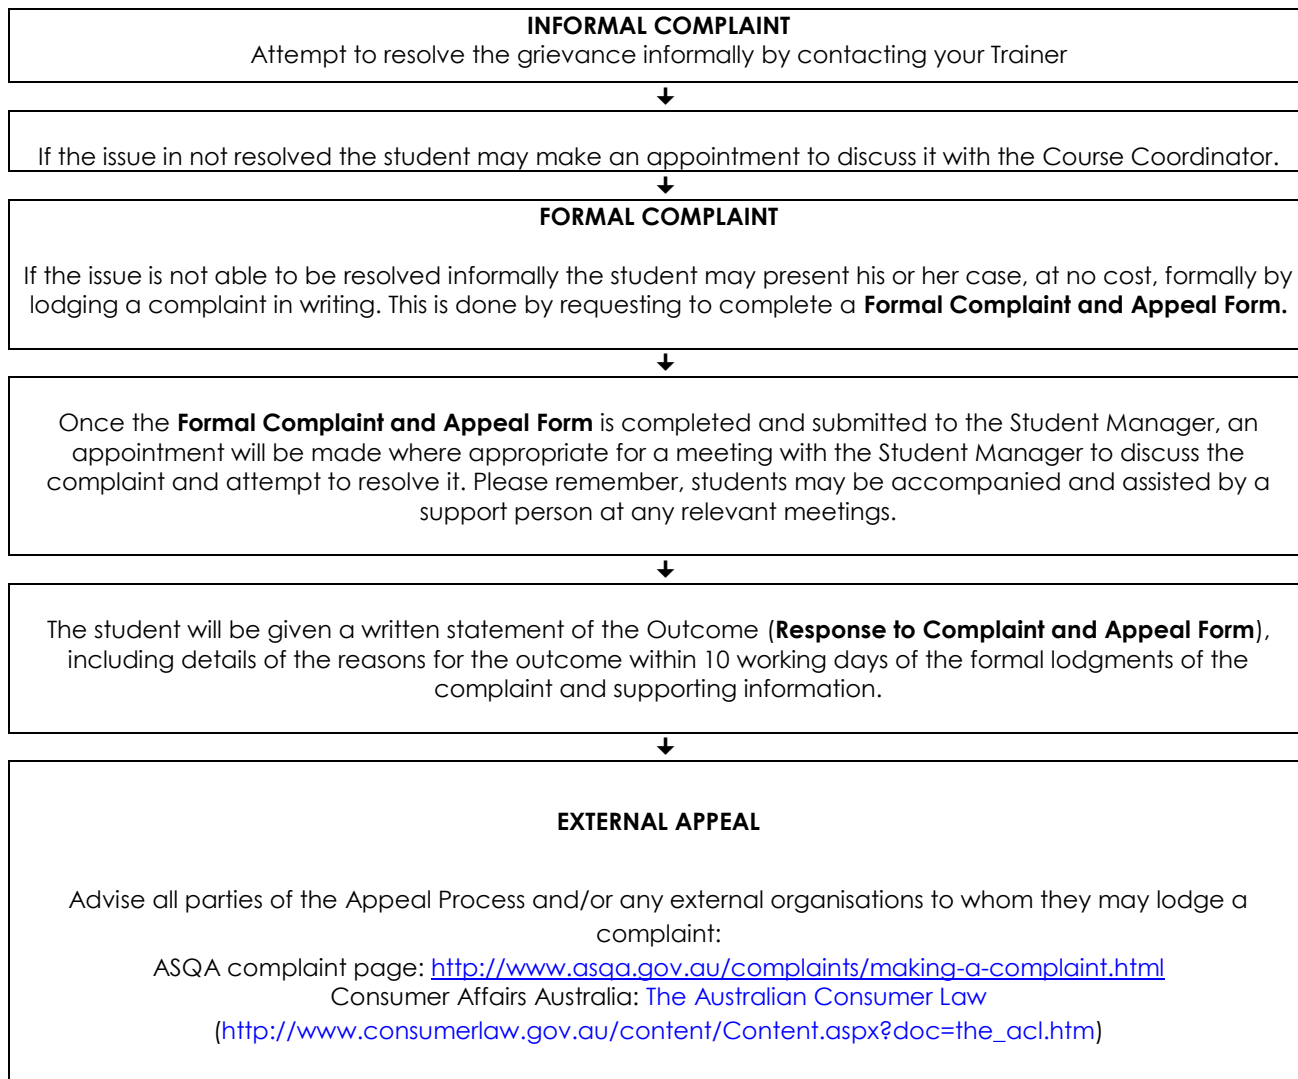 INFORMAL COMPLAINT
Attempt to resolve the grievance informally by contacting your Trainer
If the issue in not resolved the student may make an appointment to discuss it with the Course Coordinator.
FORMAL COMPLAINT
If the issue is not able to be resolved informally the student may present his or her case, at no cost, formally by
lodging a complaint in writing. This is done by requesting to complete a Formal Complaint and Appeal Form.
Once the Formal Complaint and Appeal Form is completed and submitted to the Student Manager, an
appointment will be made where appropriate for a meeting with the Student Manager to discuss the
complaint and attempt to resolve it. Please remember, students may be accompanied and assisted by a
support person at any relevant meetings.
The student will be given a written statement of the Outcome (Response to Complaint and Appeal Form),
including details of the reasons for the outcome within 10 working days of the formal lodgments of the
complaint and supporting information.
EXTERNAL APPEAL
Advise all parties of the Appeal Process and/or any external organisations to whom they may lodge a
complaint:
ASQA complaint page: http://www.asqa.gov.au/complaints/making-a-complaint.html
Consumer Affairs Australia: The Australian Consumer Law
(http://www.consumerlaw.gov.au/content/Content.aspx?doc=the_acl.htm)